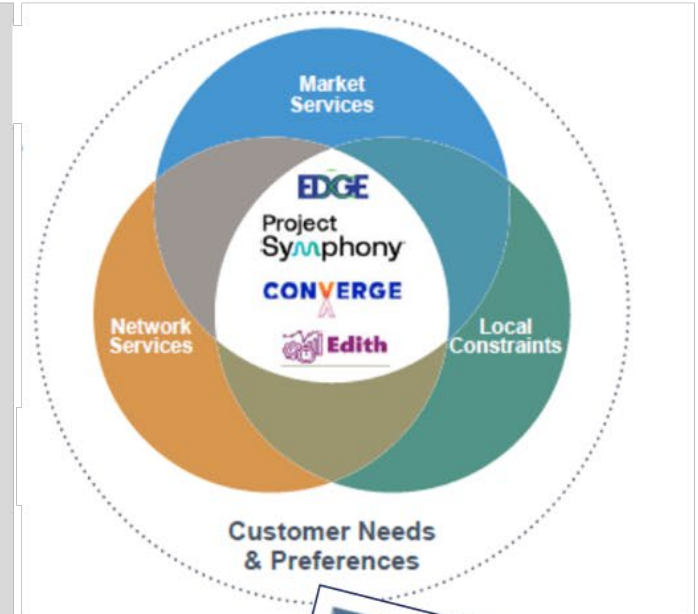 Market
Services
EDGE
Project
Symphony
CONVERGE
Edith
Network
Services
Local
Constraints
Customer Needs
& Preferences